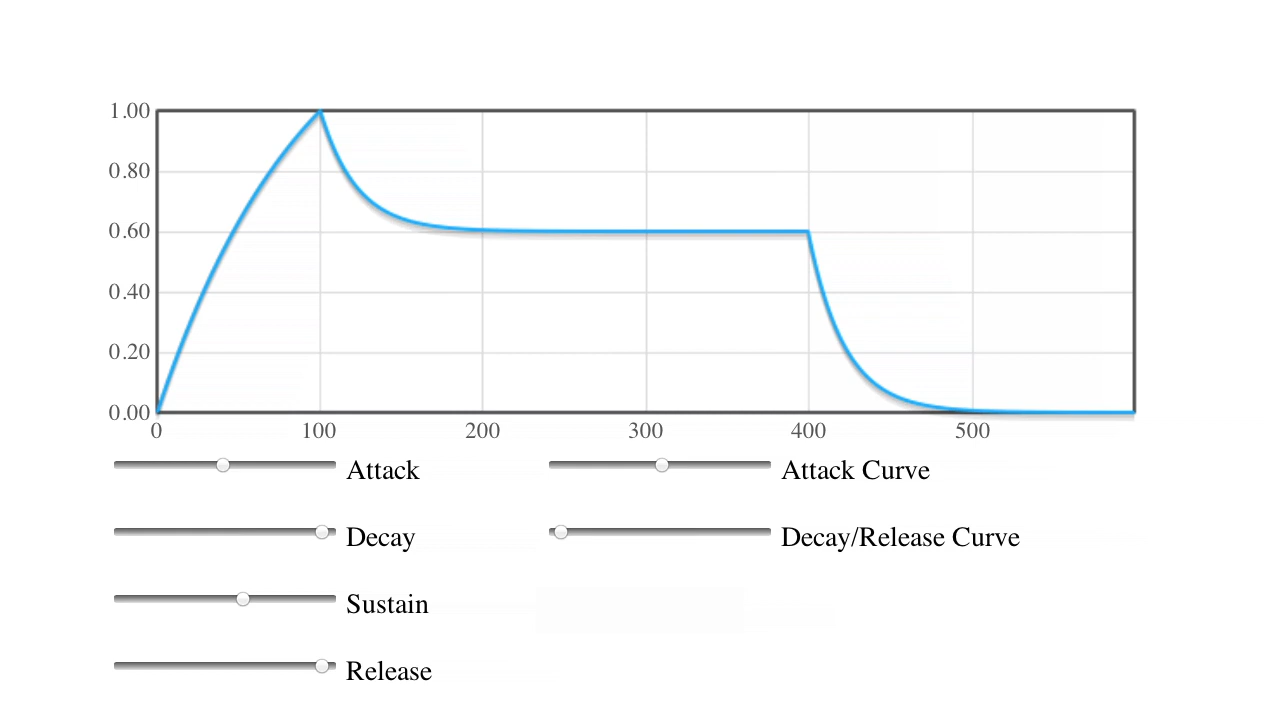 1.00
0.80
0.60
0.40
0.20
0.00
0 100 200 300 400 500
Attack Attack Curve
Decay Decay/Release Curve
Sustain
Release